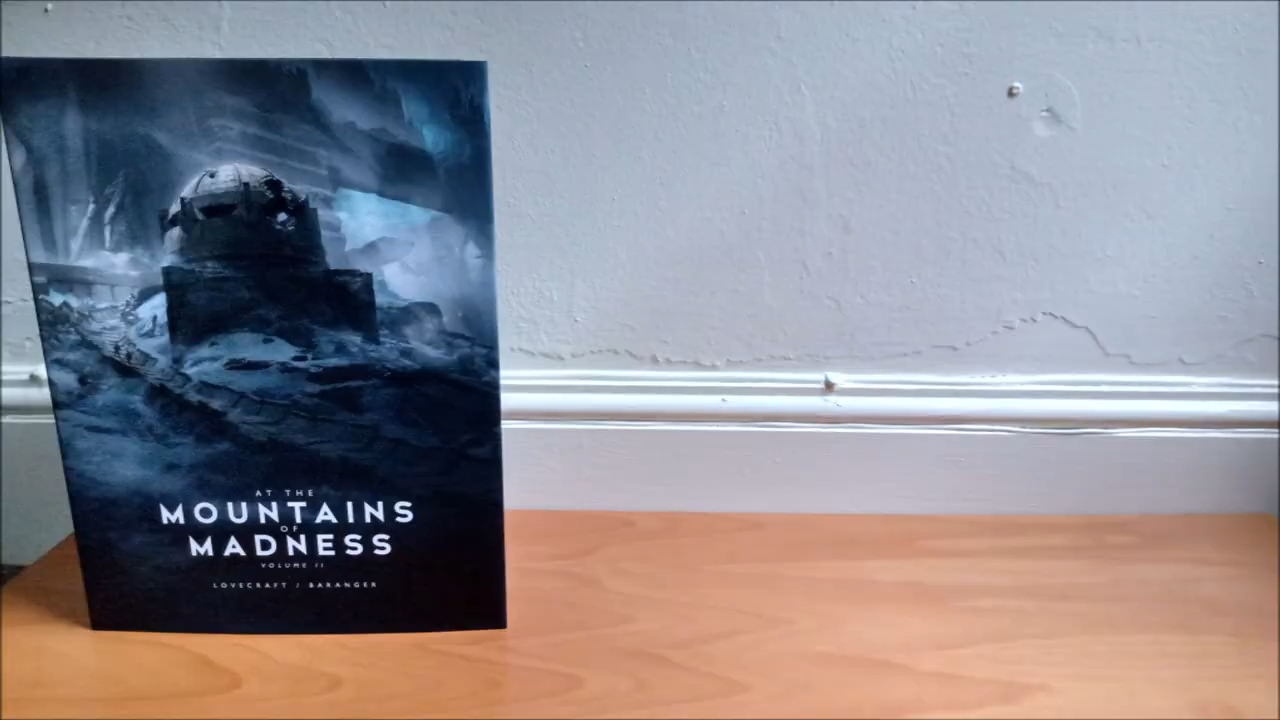 AT THE
MOUNTAINS
OF
MADNESS
VOLUME II
LOVECRAFT / BARANGER